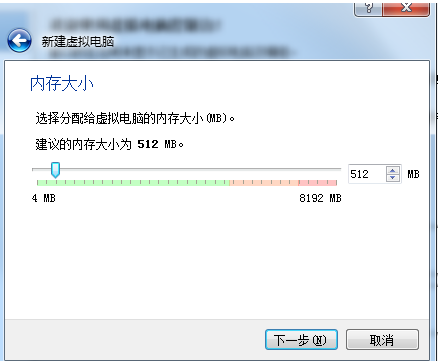 新建虚拟电脑
内存大小
选择分配给虚拟电脑的内存大小(MB)。
建议的内存大小为 512 MB。
512 MB
4 MB 8192 MB
下一步(N) 取消